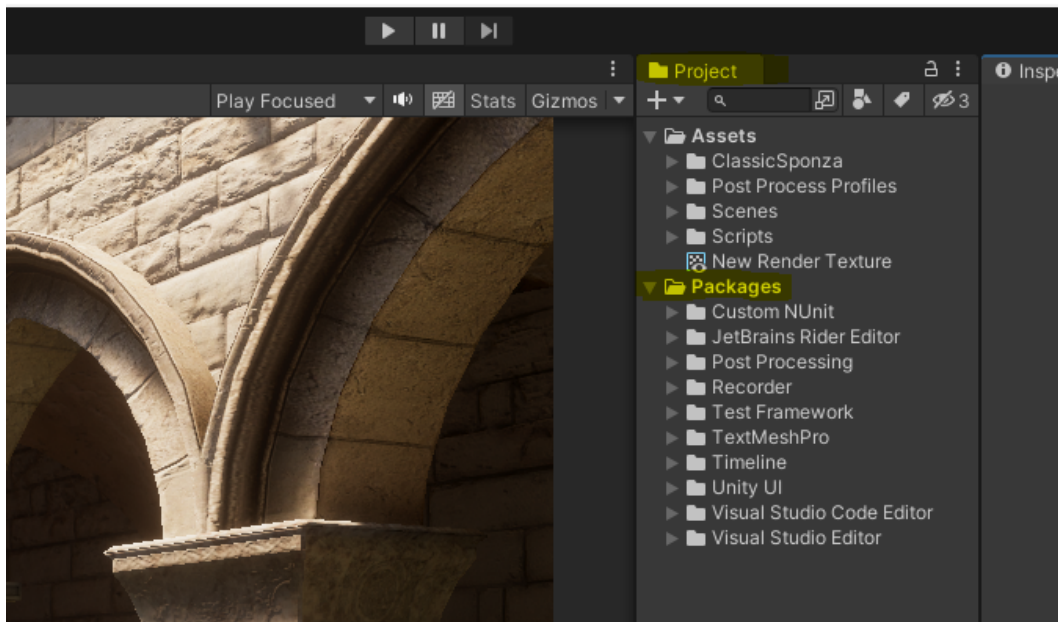 Project
Inspe
Play Focused Stats Gizmos 3
Assets
ClassicSponza
Post Process Profiles
Scenes
Scripts
New Render Texture
Packages
Custom NUnit
JetBrains Rider Editor
Post Processing
Recorder
Test Framework
TextMeshPro
Timeline
Unity UI
Visual Studio Code Editor
Visual Studio Editor